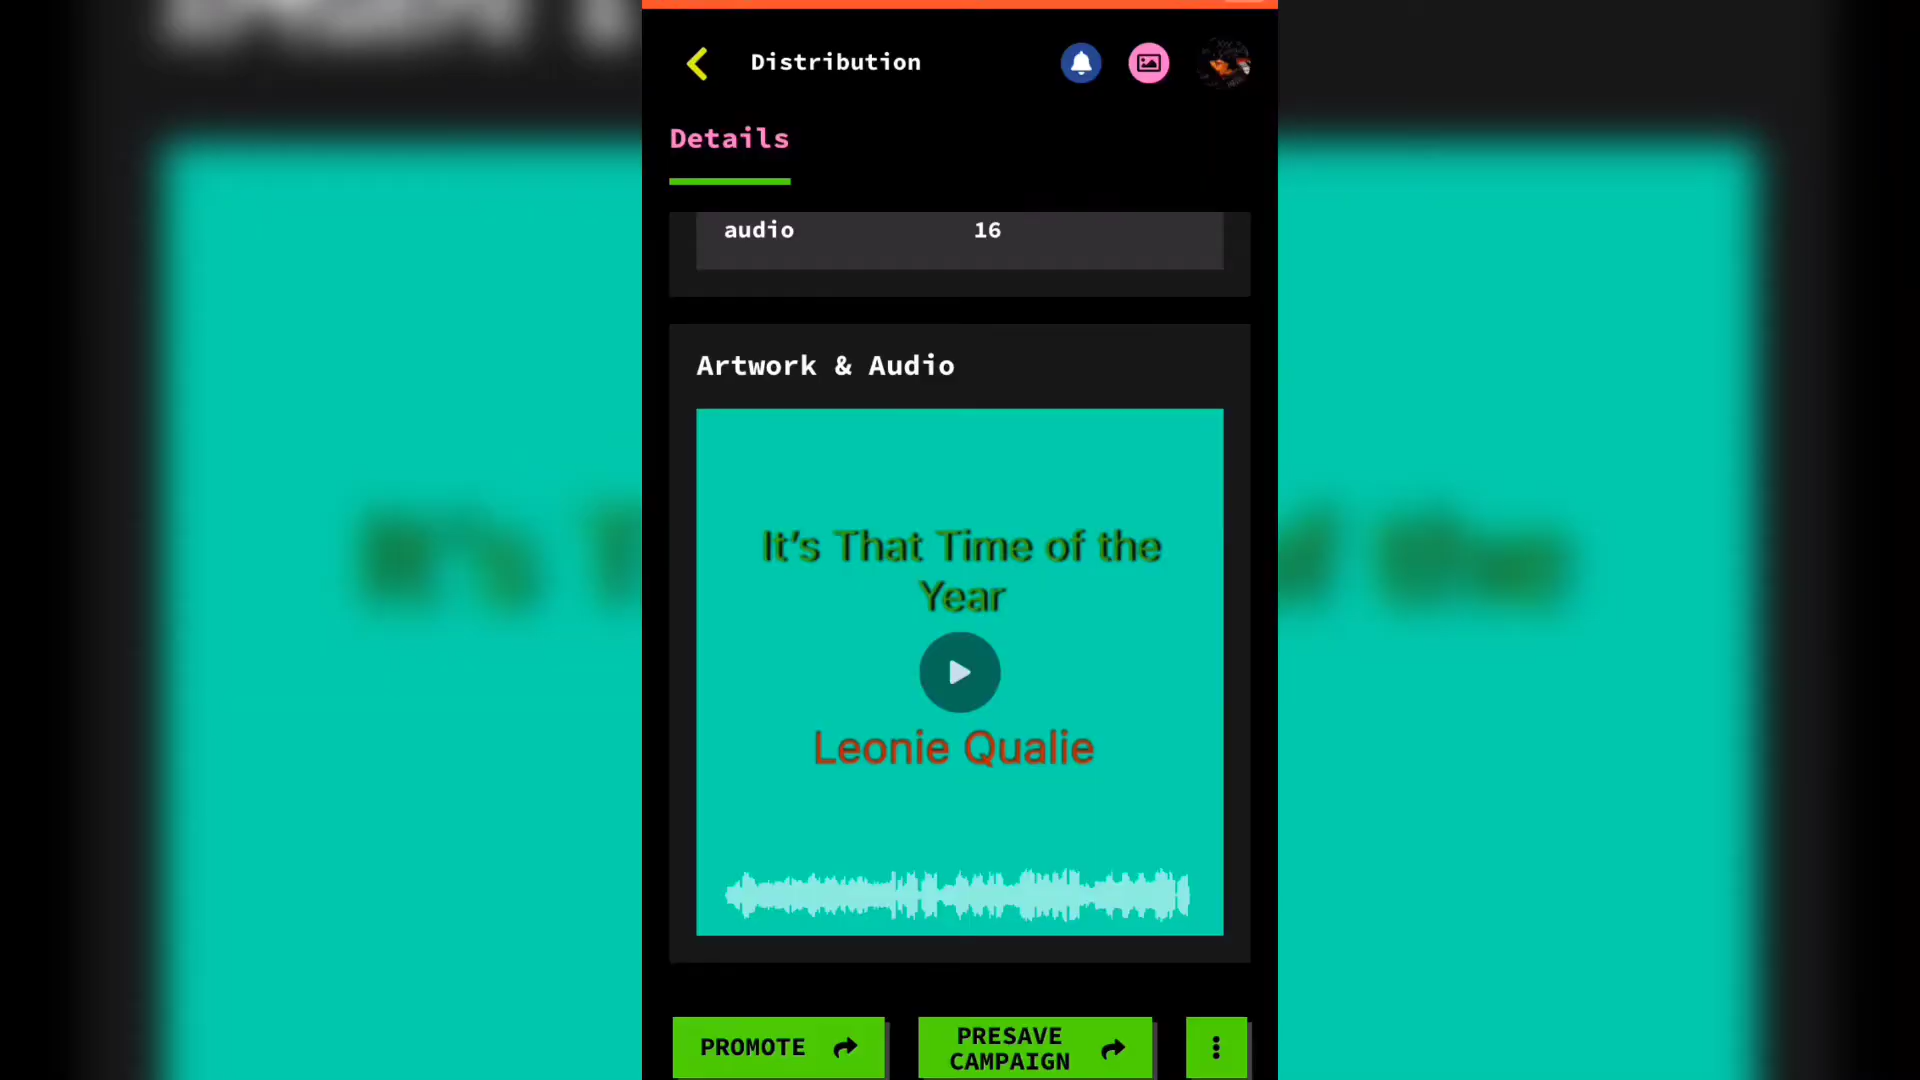 Distribution
Details
audio 16
Artwork & Audio
It's That Time of the
Year
Leonie Qualie
PROMOTE
PRESAVE
CAMPAIGN